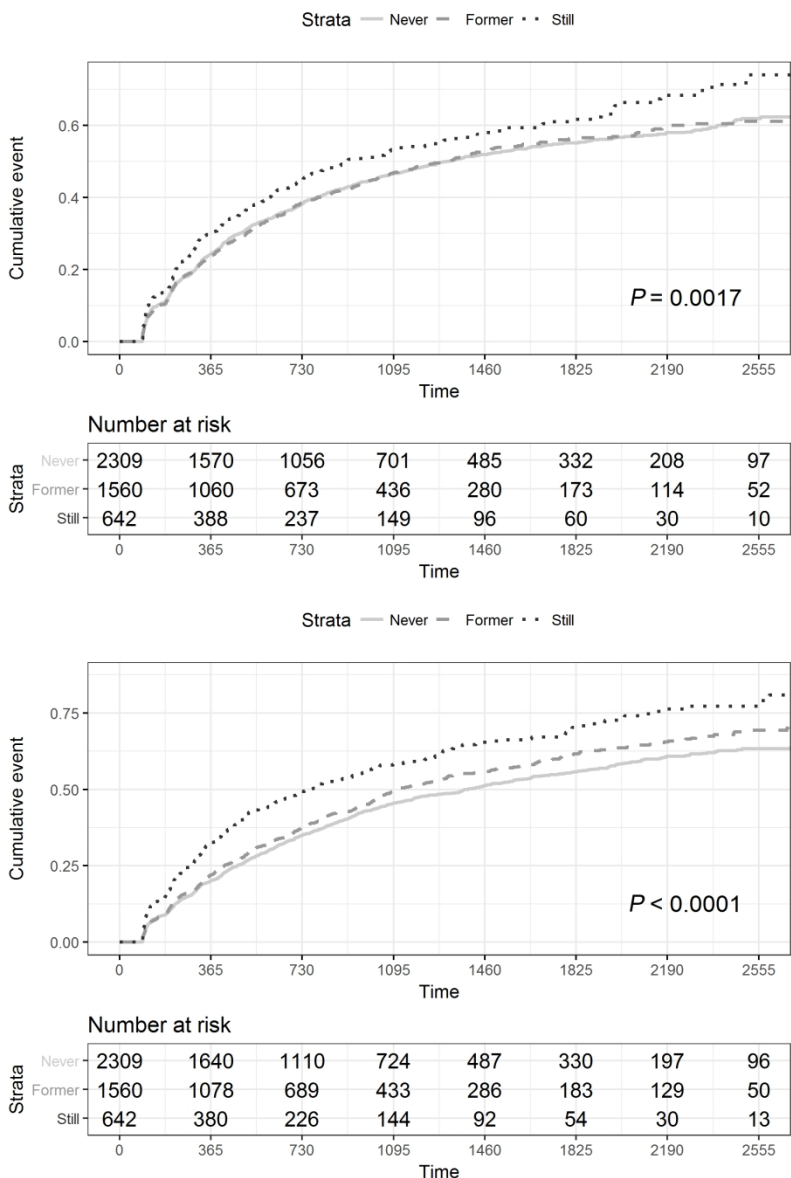 Strata Never Former Still
Cumulative event
0.6
0.4
0.2
0.0
P = 0.0017
0 365 730 1095 1460 1825 2190 2555
Time
Number at risk
Strata
Never 2309 1570 1056 701 485 332 208 97
Former 1560 1060 673 436 280 173 114 52
Still 642 388 237 149 96 60 30 10
0 365 730 1095 1460 1825 2190 2555
Time
Strata Never Former Still
Cumulative event
0.75
0.50
0.25
0.00
P < 0.0001
0 365 730 1095 1460 1825 2190 2555
Time
Number at risk
Strata
Never 2309 1640 1110 724 487 330 197 96
Former 1560 1078 689 433 286 183 129 50
Still 642 380 226 144 92 54 30 13
0 365 730 1095 1460 1825 2190 2555
Time